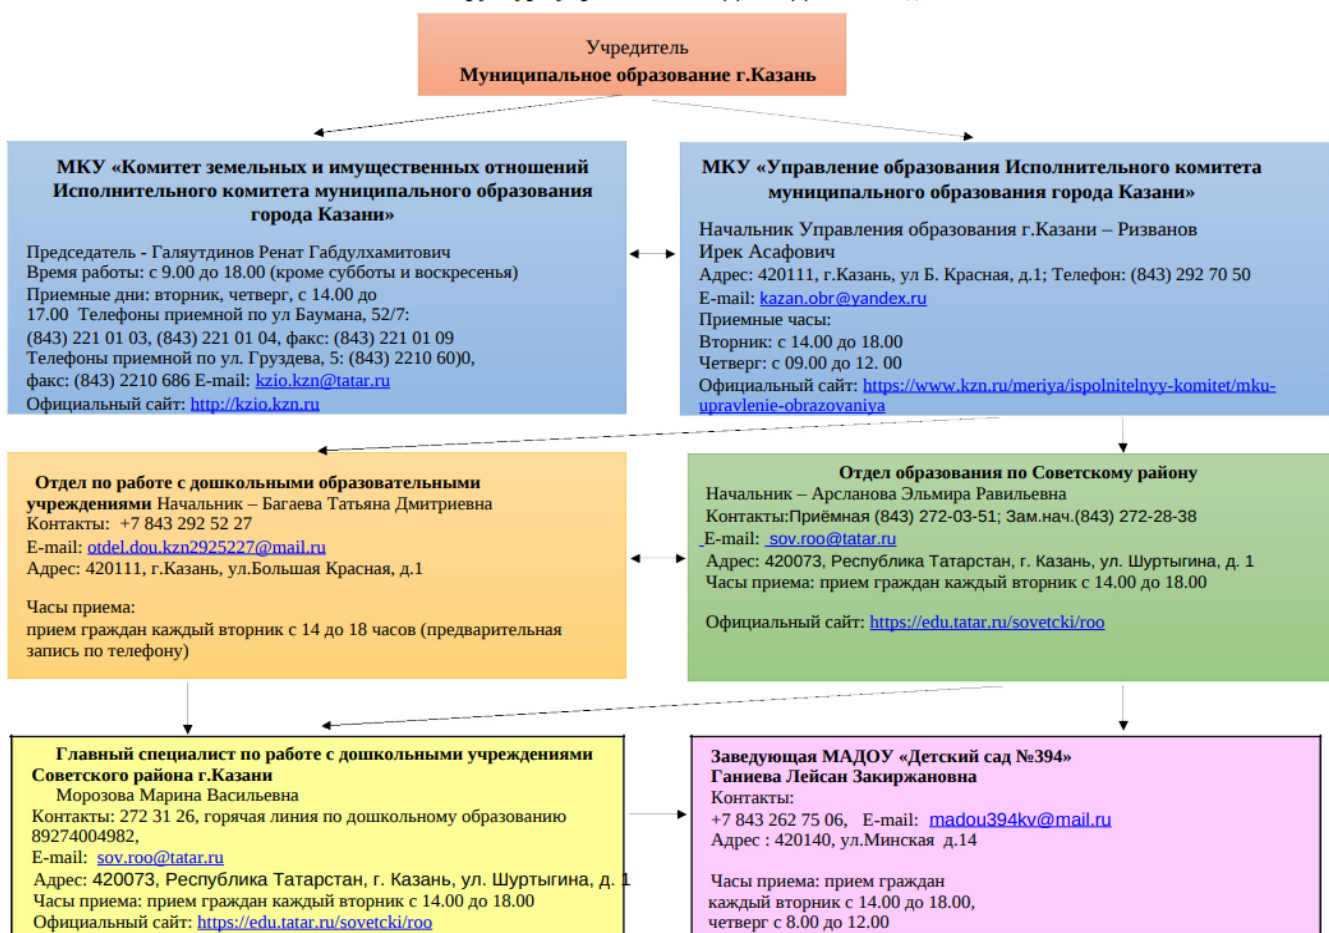 Учредитель
Муниципальное образование г.Казань
МКУ «Комитет земельных и имущественных отношений
Исполнительного комитета муниципального образования
города Казани»
Председатель - Галяутдинов Ренат Габдулхамитович
Время работы: с 9.00 до 18.00 (кроме субботы и воскресенья)
Приемные дни: вторник, четверг, с 14.00 до
17.00 Телефоны приемной по ул Баумана, 52/7:
(843) 221 01 03, (843) 221 01 04, факс: (843) 221 01 09
Телефоны приемной по ул. Груздева, 5: (843) 2210 60)0,
факс: (843) 2210 686 E-mail: kzio.kzn@tatar.ru
Официальный сайт: http://kzio.kzn.ru
МКУ «Управление образования Исполнительного комитета
муниципального образования города Казани»
Начальник Управления образования г.Казани – Ризванов
Ирек Асафович
Адрес: 420111, г.Казань, ул Б. Красная, д.1; Телефон: (843) 292 70 50
E-mail: kazan.obr@yandex.ru
Приемные часы:
Вторник: с 14.00 до 18.00
Четверг: с 09.00 до 12. 00
Официальный сайт: https://www.kzn.ru/meriya/ispolnitelnyy-komitet/mku-
upravlenie-obrazovaniya
Отдел по работе с дошкольными образовательными
учреждениями Начальник – Багаева Татьяна Дмитриевна
Контакты: +7 843 292 52 27
E-mail: otdel.dou.kzn2925227@mail.ru
Адрес: 420111, г.Казань, ул.Большая Красная, д.1
Часы приема:
прием граждан каждый вторник с 14 до 18 часов (предварительная
запись по телефону)
Отдел образования по Советскому району
Начальник – Арсланова Эльмира Равильевна
Контакты:Приёмная (843) 272-03-51; Зам.нач.(843) 272-28-38
E-mail: sov.roo@tatar.ru
Адрес: 420073, Республика Татарстан, г. Казань, ул. Шуртыгина, д. 1
Часы приема: прием граждан каждый вторник с 14.00 до 18.00
Официальный сайт: https://edu.tatar.ru/sovetcki/roo
Главный специалист по работе с дошкольными учреждениями
Советского района г.Казани
Морозова Марина Васильевна
Контакты: 272 31 26, горячая линия по дошкольному образованию
89274004982,
E-mail: sov.roo@tatar.ru
Адрес: 420073, Республика Татарстан, г. Казань, ул. Шуртыгина, д. 1
Часы приема: прием граждан каждый вторник с 14.00 до 18.00
Официальный сайт: https://edu.tatar.ru/sovetcki/roo
Заведующая МАДОУ «Детский сад №394»
Ганиева Лейсан Закиржановна
Контакты:
+7 843 262 75 06, E-mail: madou394kv@mail.ru
Адрес : 420140, ул.Минская д.14
Часы приема: прием граждан
каждый вторник с 14.00 до 18.00,
четверг с 8.00 до 12.00